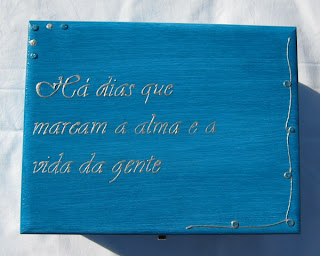 Há dias que
marcam a alma e a
vida da gente